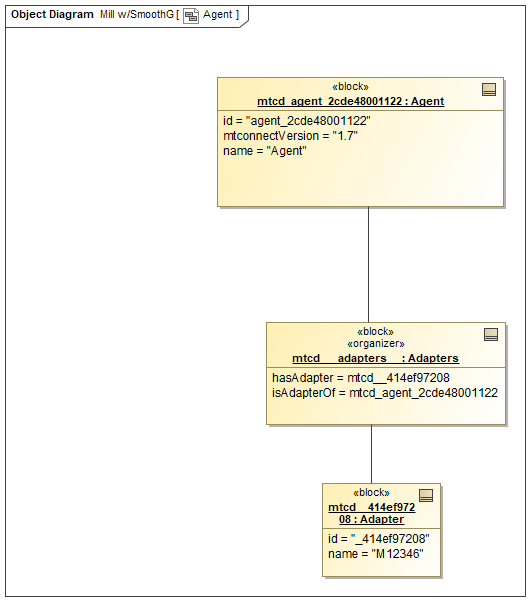 Object Diagram Mill w/SmoothG [ Agent ]
«block»
mtcd_agent_2cde48001122 : Agent
id = "agent_2cde48001122"
mtconnectVersion = "1.7"
name = "Agent"
«block»
«organizer»
mtcd__adapters__ : Adapters
hasAdapter = mtcd__414ef97208
isAdapterOf = mtcd_agent_2cde48001122
«block»
mtcd__414ef972
08 : Adapter
id = "_414ef97208"
name = "M12346"